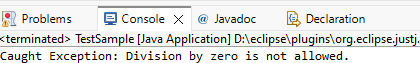 Problems Console @ Javadoc Declaration
<terminated> TestSample [Java Application] D:\eclipse\plugins\org.eclipse.justj.
Caught Exception: Division by zero is not allowed.